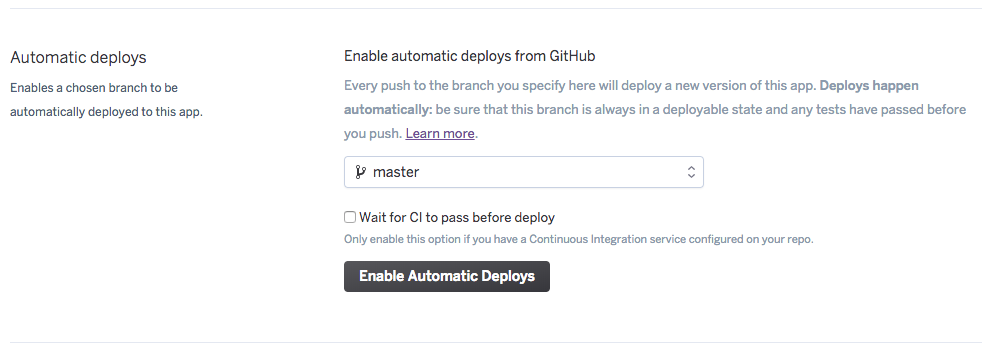 Automatic deploys
Enables a chosen branch to be
automatically deployed to this app.
Enable automatic deploys from GitHub
Every push to the branch you specify here will deploy a new version of this app. Deploys happen
automatically: be sure that this branch is always in a deployable state and any tests have passed before
you push. Learn more.
master
Wait for CI to pass before deploy
Only enable this option if you have a Continuous Integration service configured on your repo.
Enable Automatic Deploys